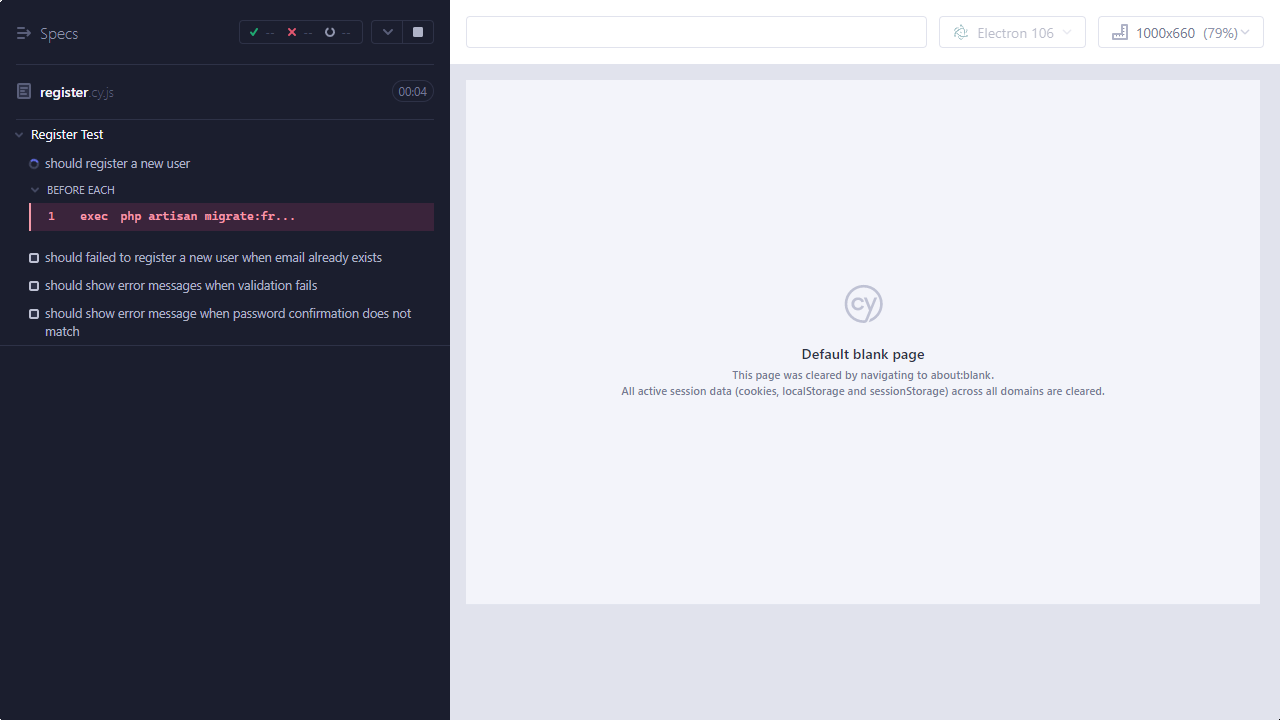 Specs
--
--
--
Electron 106
1000x660 (79%)
register.cy.js
00:04
Register Test
should register a new user
BEFORE EACH
1 exec php artisan migrate:fr...
should failed to register a new user when email already exists
should show error messages when validation fails
should show error message when password confirmation does not
match
cy
Default blank page
This page was cleared by navigating to about:blank.
All active session data (cookies, localStorage and sessionStorage) across all domains are cleared.